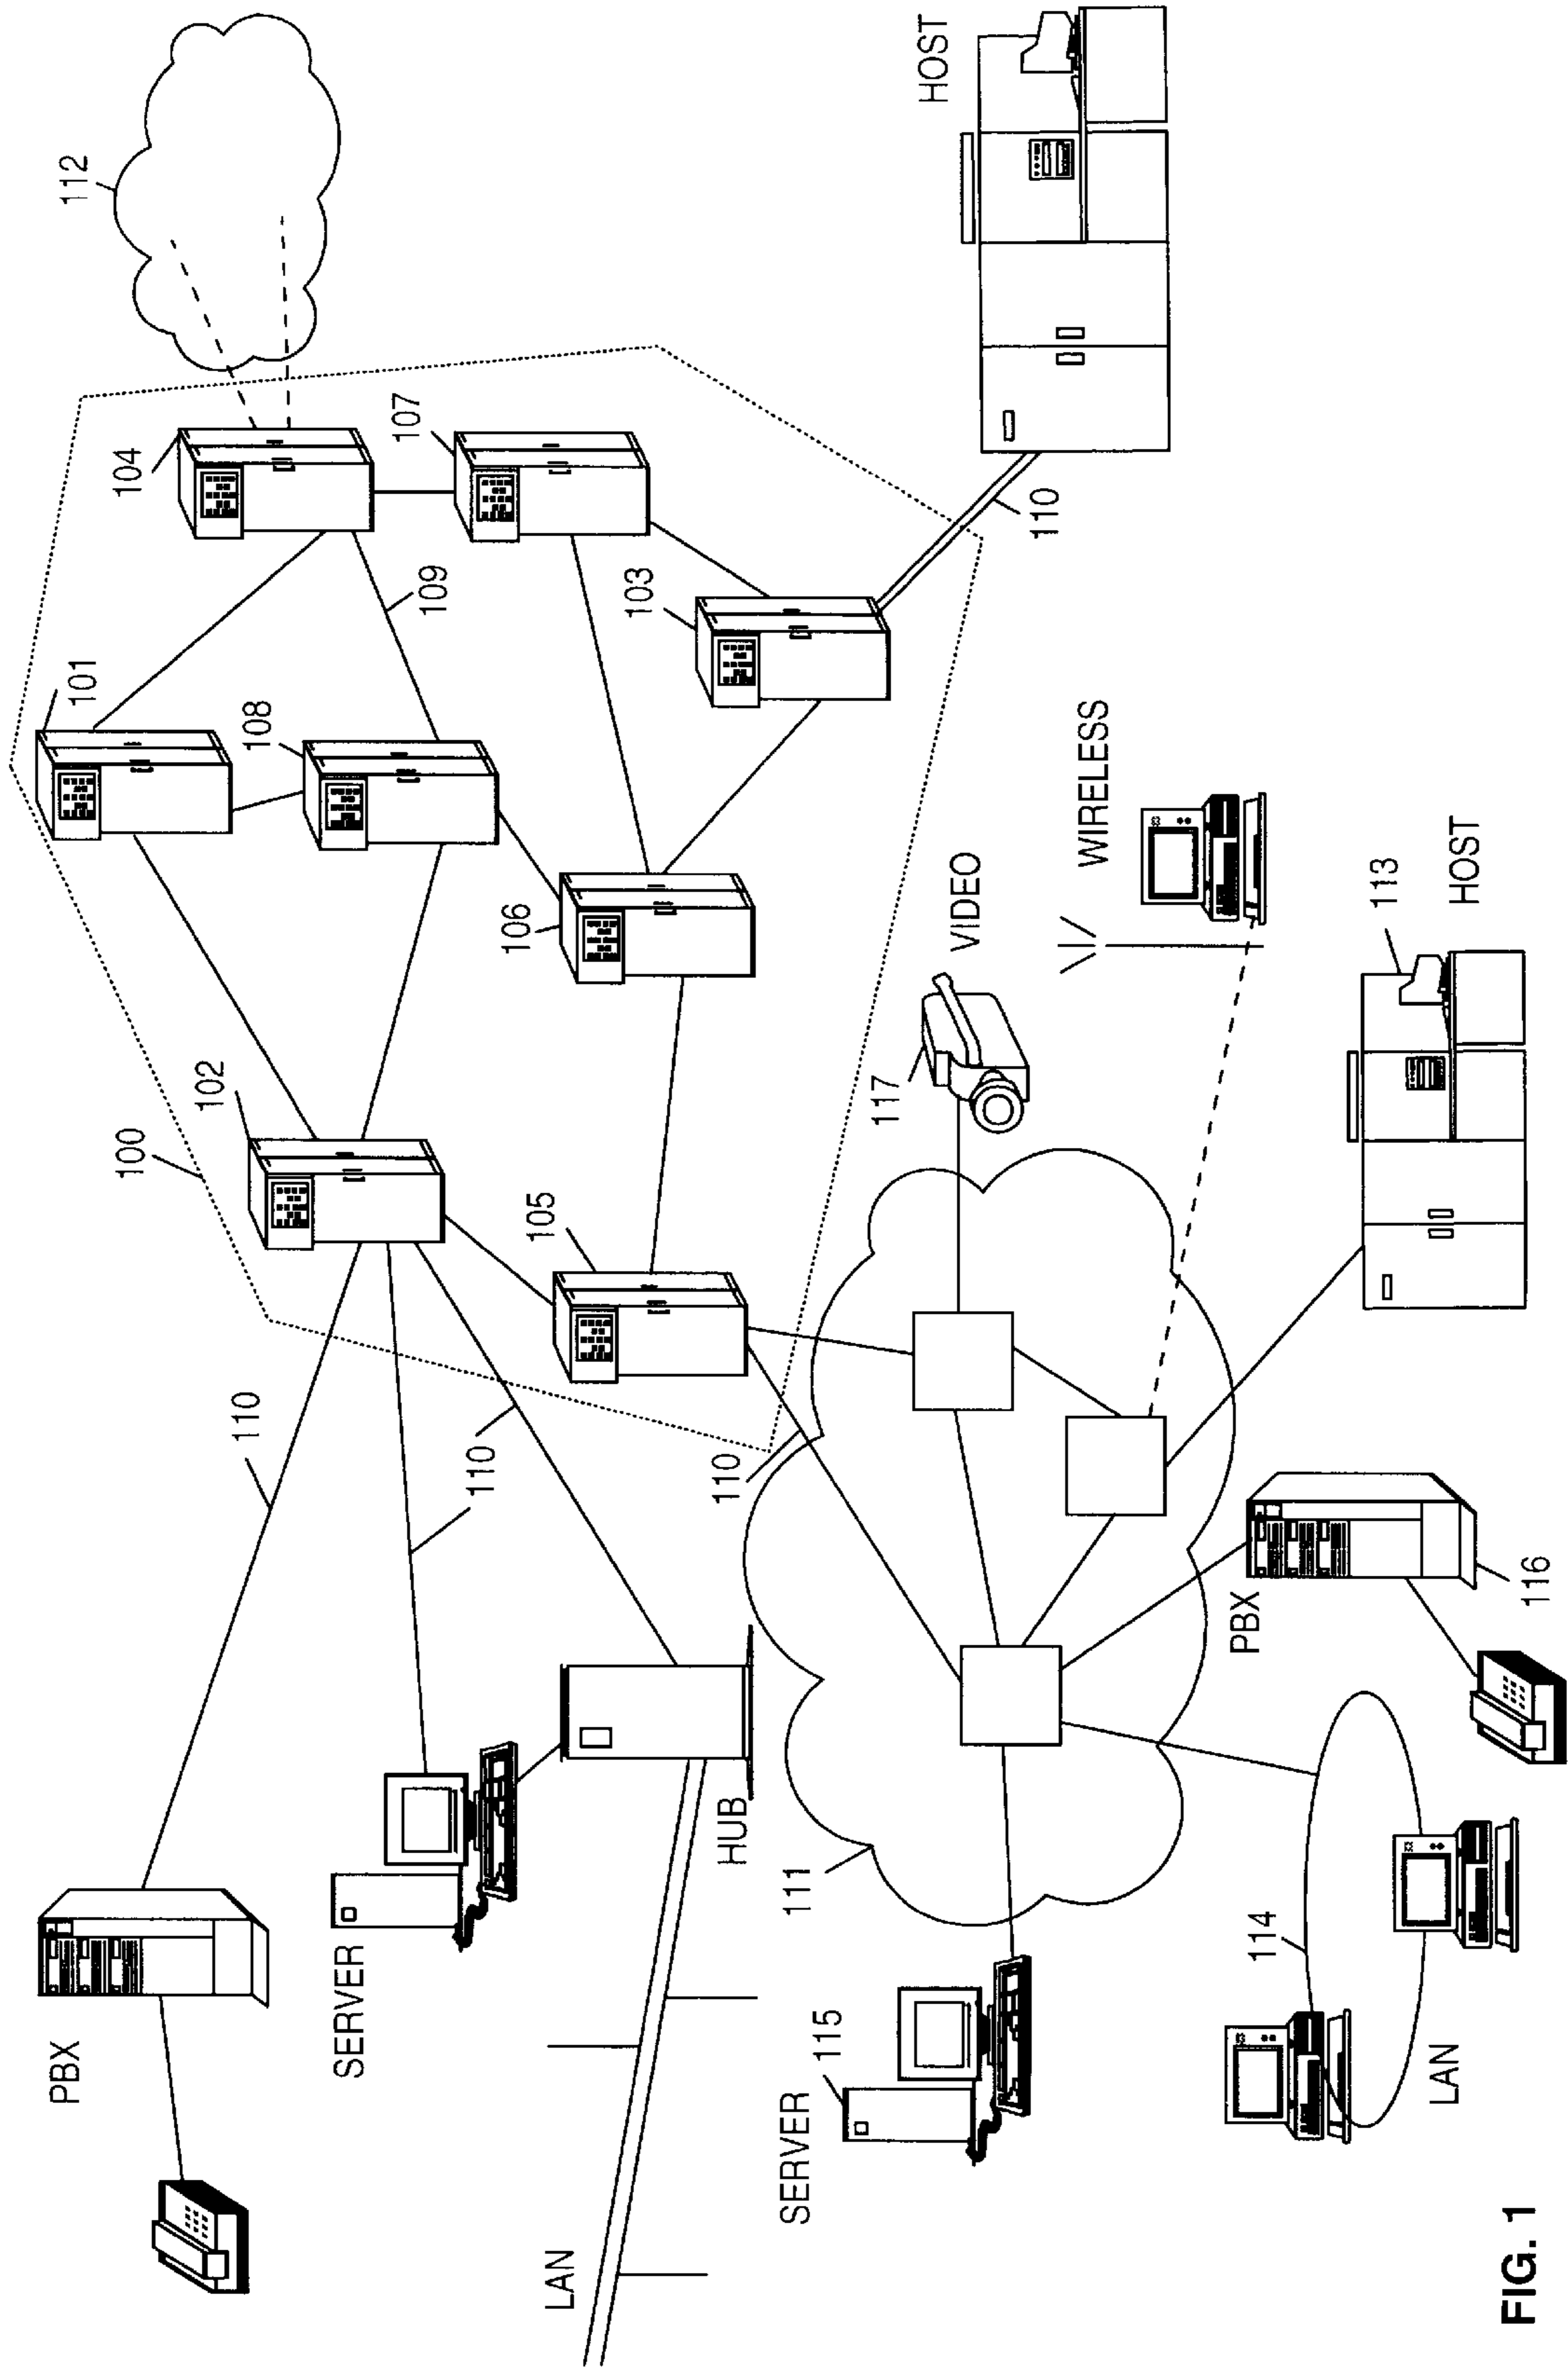 112
HOST
104
107
101
109
108
103
110
102
106
100
WIRELESS
VIDEO
113
HOST
105
117
110
110
110
PBX
116
SERVER
HUB
111
114
PBX
115
SERVER
LAN
LAN
FIG. 1